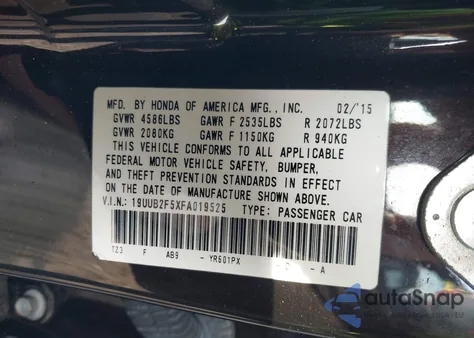 MFD. BY HONDA OF AMERICA MFG., INC. 02/'15
GVWR 4586LBS GAWR F 2535LBS R 2072LBS
GVWR 2080KG GAWR F 1150KG R 940KG
THIS VEHICLE CONFORMS TO ALL APPLICABLE
FEDERAL MOTOR VEHICLE SAFETY, BUMPER,
AND THEFT PREVENTION STANDARDS IN EFFECT
ON THE DATE OF MANUFACTURE SHOWN ABOVE.
V.I.N.: 19UUB2F5XFA019525 TYPE: PASSENGER CAR
T23 F AB9 - YR601PX - - A
autaSnap